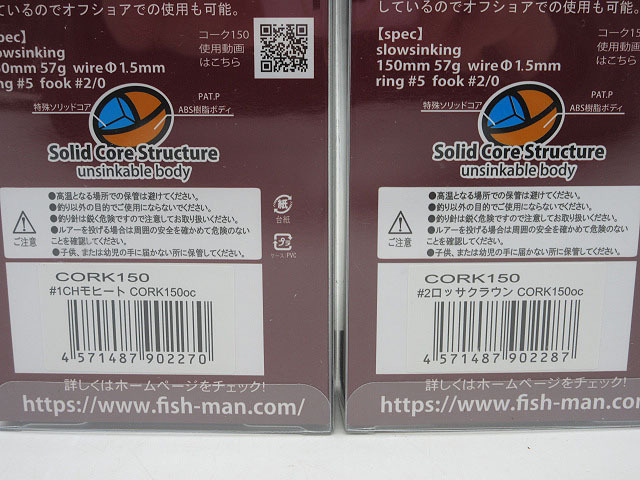 しているのでオフショアでの使用も可能。
[spec]
slowsinking
150mm 57g wireΦ1.5mm
ring #5 fook #2/0
コーク150
使用動画
はこちら
PAT.P
特殊ソリッドコア
ABS樹脂ボディ
Solid Core Structure
unsinkable body
●高温となる場所での保管は避けてください。
●釣り以外の目的でご使用にならないでください。
●釣り針は鋭く危険ですので注意してお取り扱いください。
●ルアーを投げる場合は周囲の安全を確かめて危険のない
ことを確認してください。
●子供、または幼児の手に届かない所に保管してください。
ご注意
紙
台紙
プラ
ケース PVC
CORK150
#1CHモヒート CORK150oc
4 571487 902270
詳しくはホームページをチェック!
https://www.fish-man.com/
しているのでオフショアでの使用も可能。
[spec]
slowsinking
150mm 57g wireΦ1.5mm
ring #5 fook #2/0
コーク150
使用動画
はこちら
PAT.P
特殊ソリッドコア
ABS樹脂ボディ
Solid Core Structure
unsinkable body
●高温となる場所での保管は避けてください。
●釣り以外の目的でご使用にならないでください。
●釣り針は鋭く危険ですので注意してお取り扱いください。
●ルアーを投げる場合は周囲の安全を確かめて危険のない
ことを確認してください。
●子供、または幼児の手に届かない所に保管してください。
ご注意
CORK150
#2ロッサクラウン CORK150oc
4 571487 902287
詳しくはホームページをチェック!
https://www.fish-man.com/